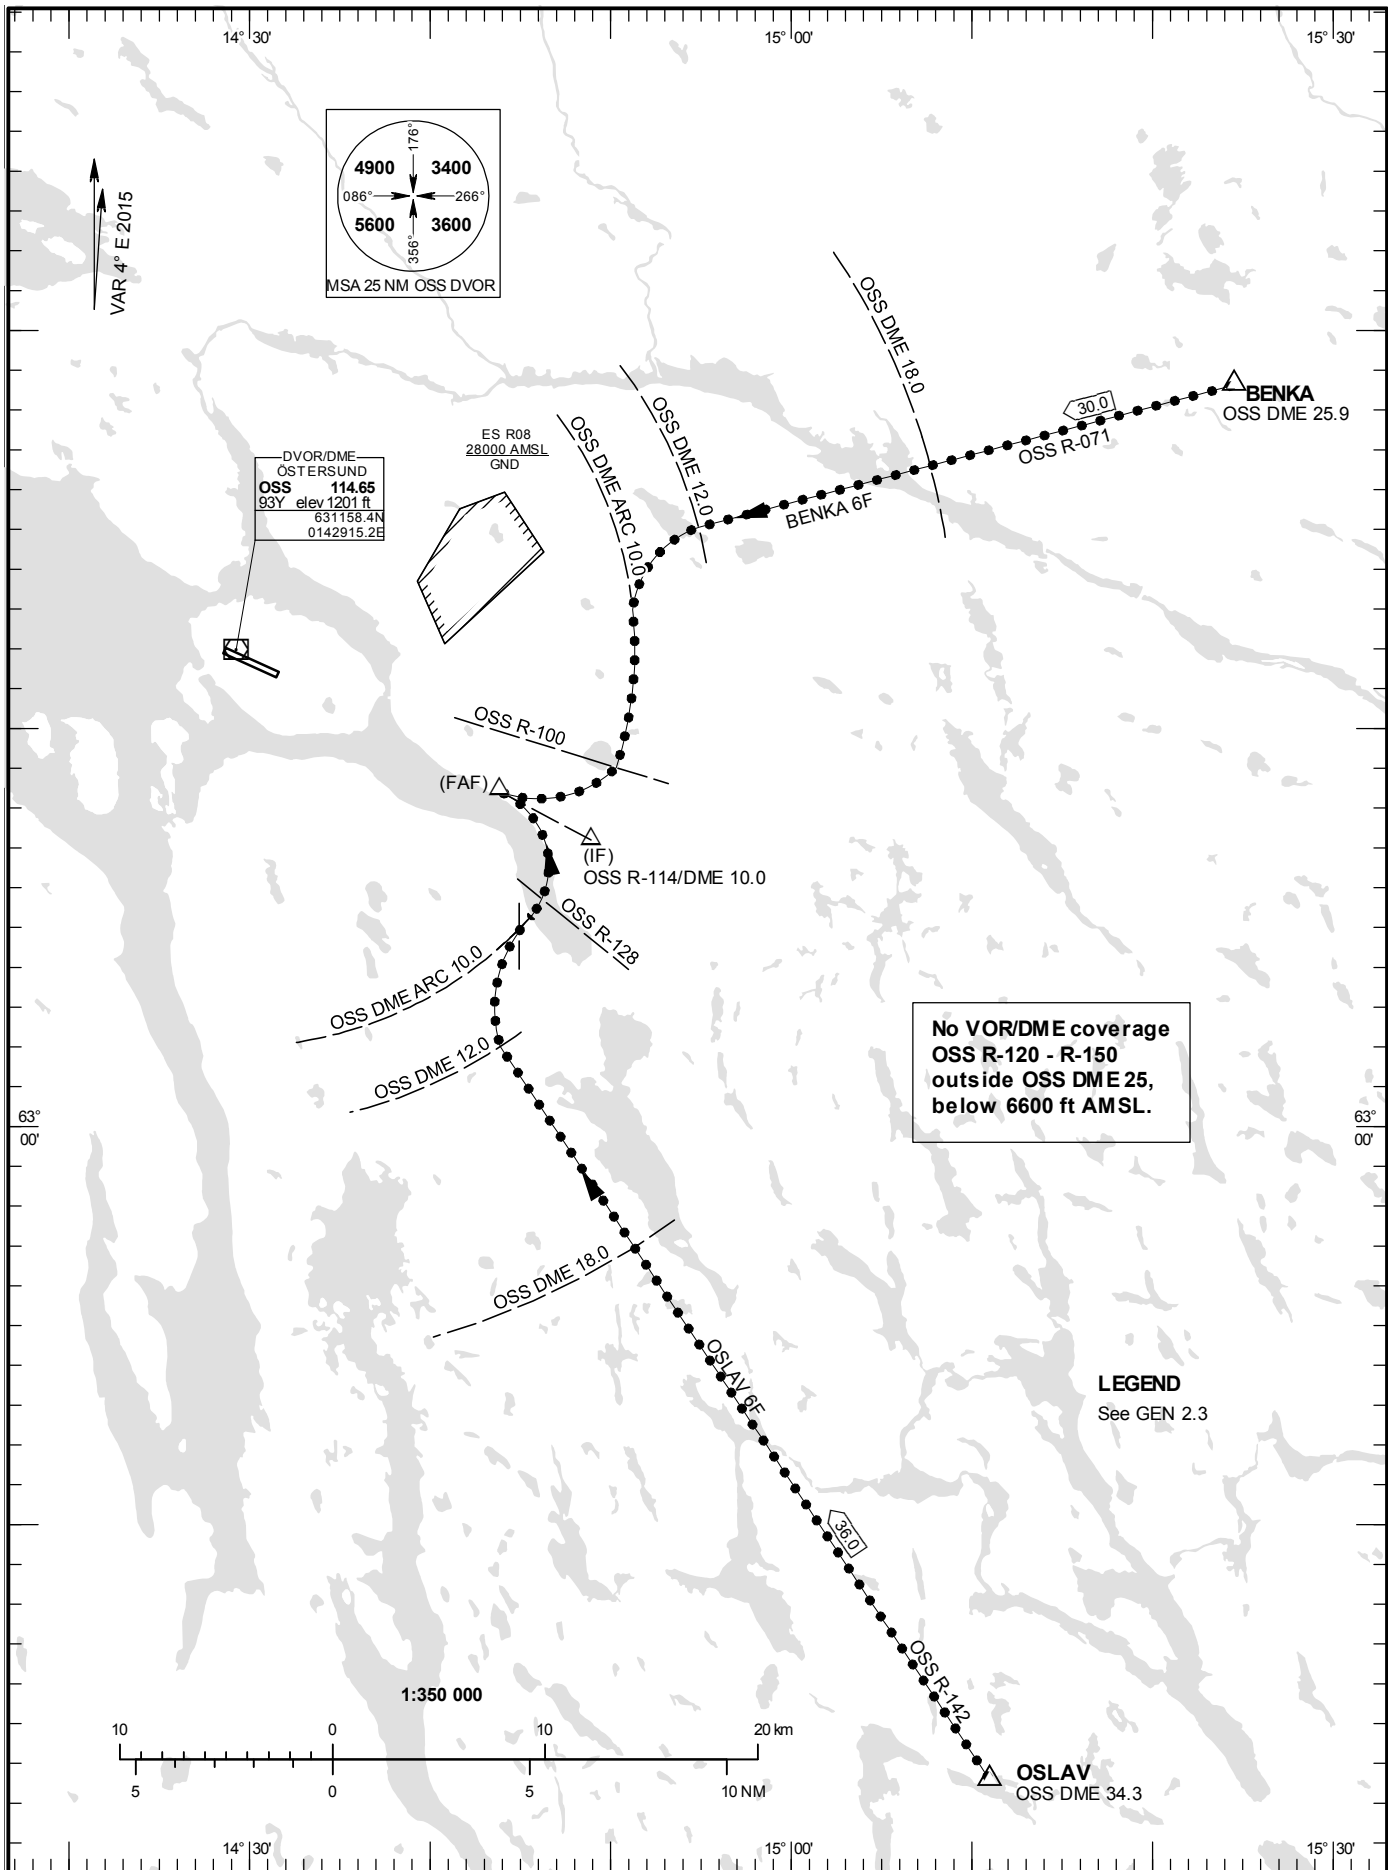 14° 30'
15° 00'
15° 30'
VAR 4° E 2015
176°
4900
3400
086°
266°
5600
3600
356°
MSA 25 NM OSS DVOR
OSS DME 18.0
BENKA
OSS DME 25.9
30.0
OSS R-071
OSS DME 12.0
OSS DME ARC 10.0
BENKA 6F
ES R08
28000 AMSL
GND
DVOR/DME
ÖSTERSUND
OSS 114.65
93Y elev 1201 ft
631158.4N
0142915.2E
OSS R-100
(FAF)
(IF)
OSS R-114/DME 10.0
OSS R-128
OSS DME ARC 10.0
OSS DME 12.0
No VOR/DME coverage
OSS R-120 - R-150
outside OSS DME 25,
below 6600 ft AMSL.
63°
00'
63°
00'
OSS DME 18.0
OSLAV 6F
LEGEND
See GEN 2.3
36.0
OSS R-142
1:350 000
10
0
10
20 km
5
0
5
10 NM
OSLAV
OSS DME 34.3
14° 30'
15° 00'
15° 30'